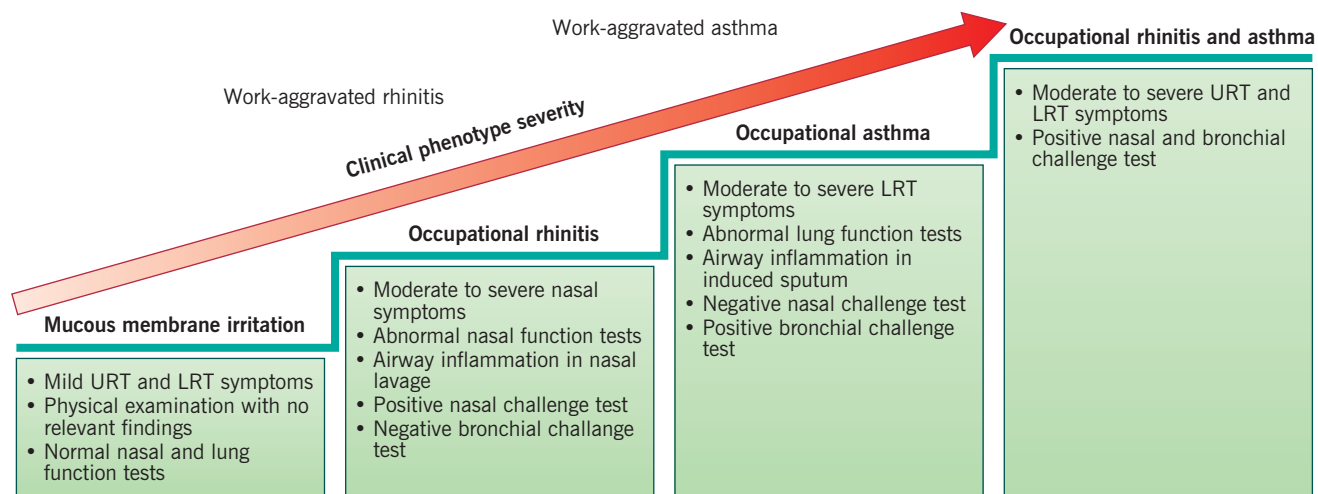 Work-aggravated asthma
Work-aggravated rhinitis
Clinical phenotype severity
Mucous membrane irritation
• Mild URT and LRT symptoms
• Physical examination with no
relevant findings
• Normal nasal and lung
function tests
Occupational rhinitis
• Moderate to severe nasal
symptoms
• Abnormal nasal function tests
• Airway inflammation in nasal
lavage
• Positive nasal challenge test
• Negative bronchial challange
test
Occupational asthma
• Moderate to severe LRT
symptoms
• Abnormal lung function tests
• Airway inflammation in
induced sputum
• Negative nasal challenge test
• Positive bronchial challenge
test
Occupational rhinitis and asthma
• Moderate to severe URT and
LRT symptoms
• Positive nasal and bronchial
challenge test